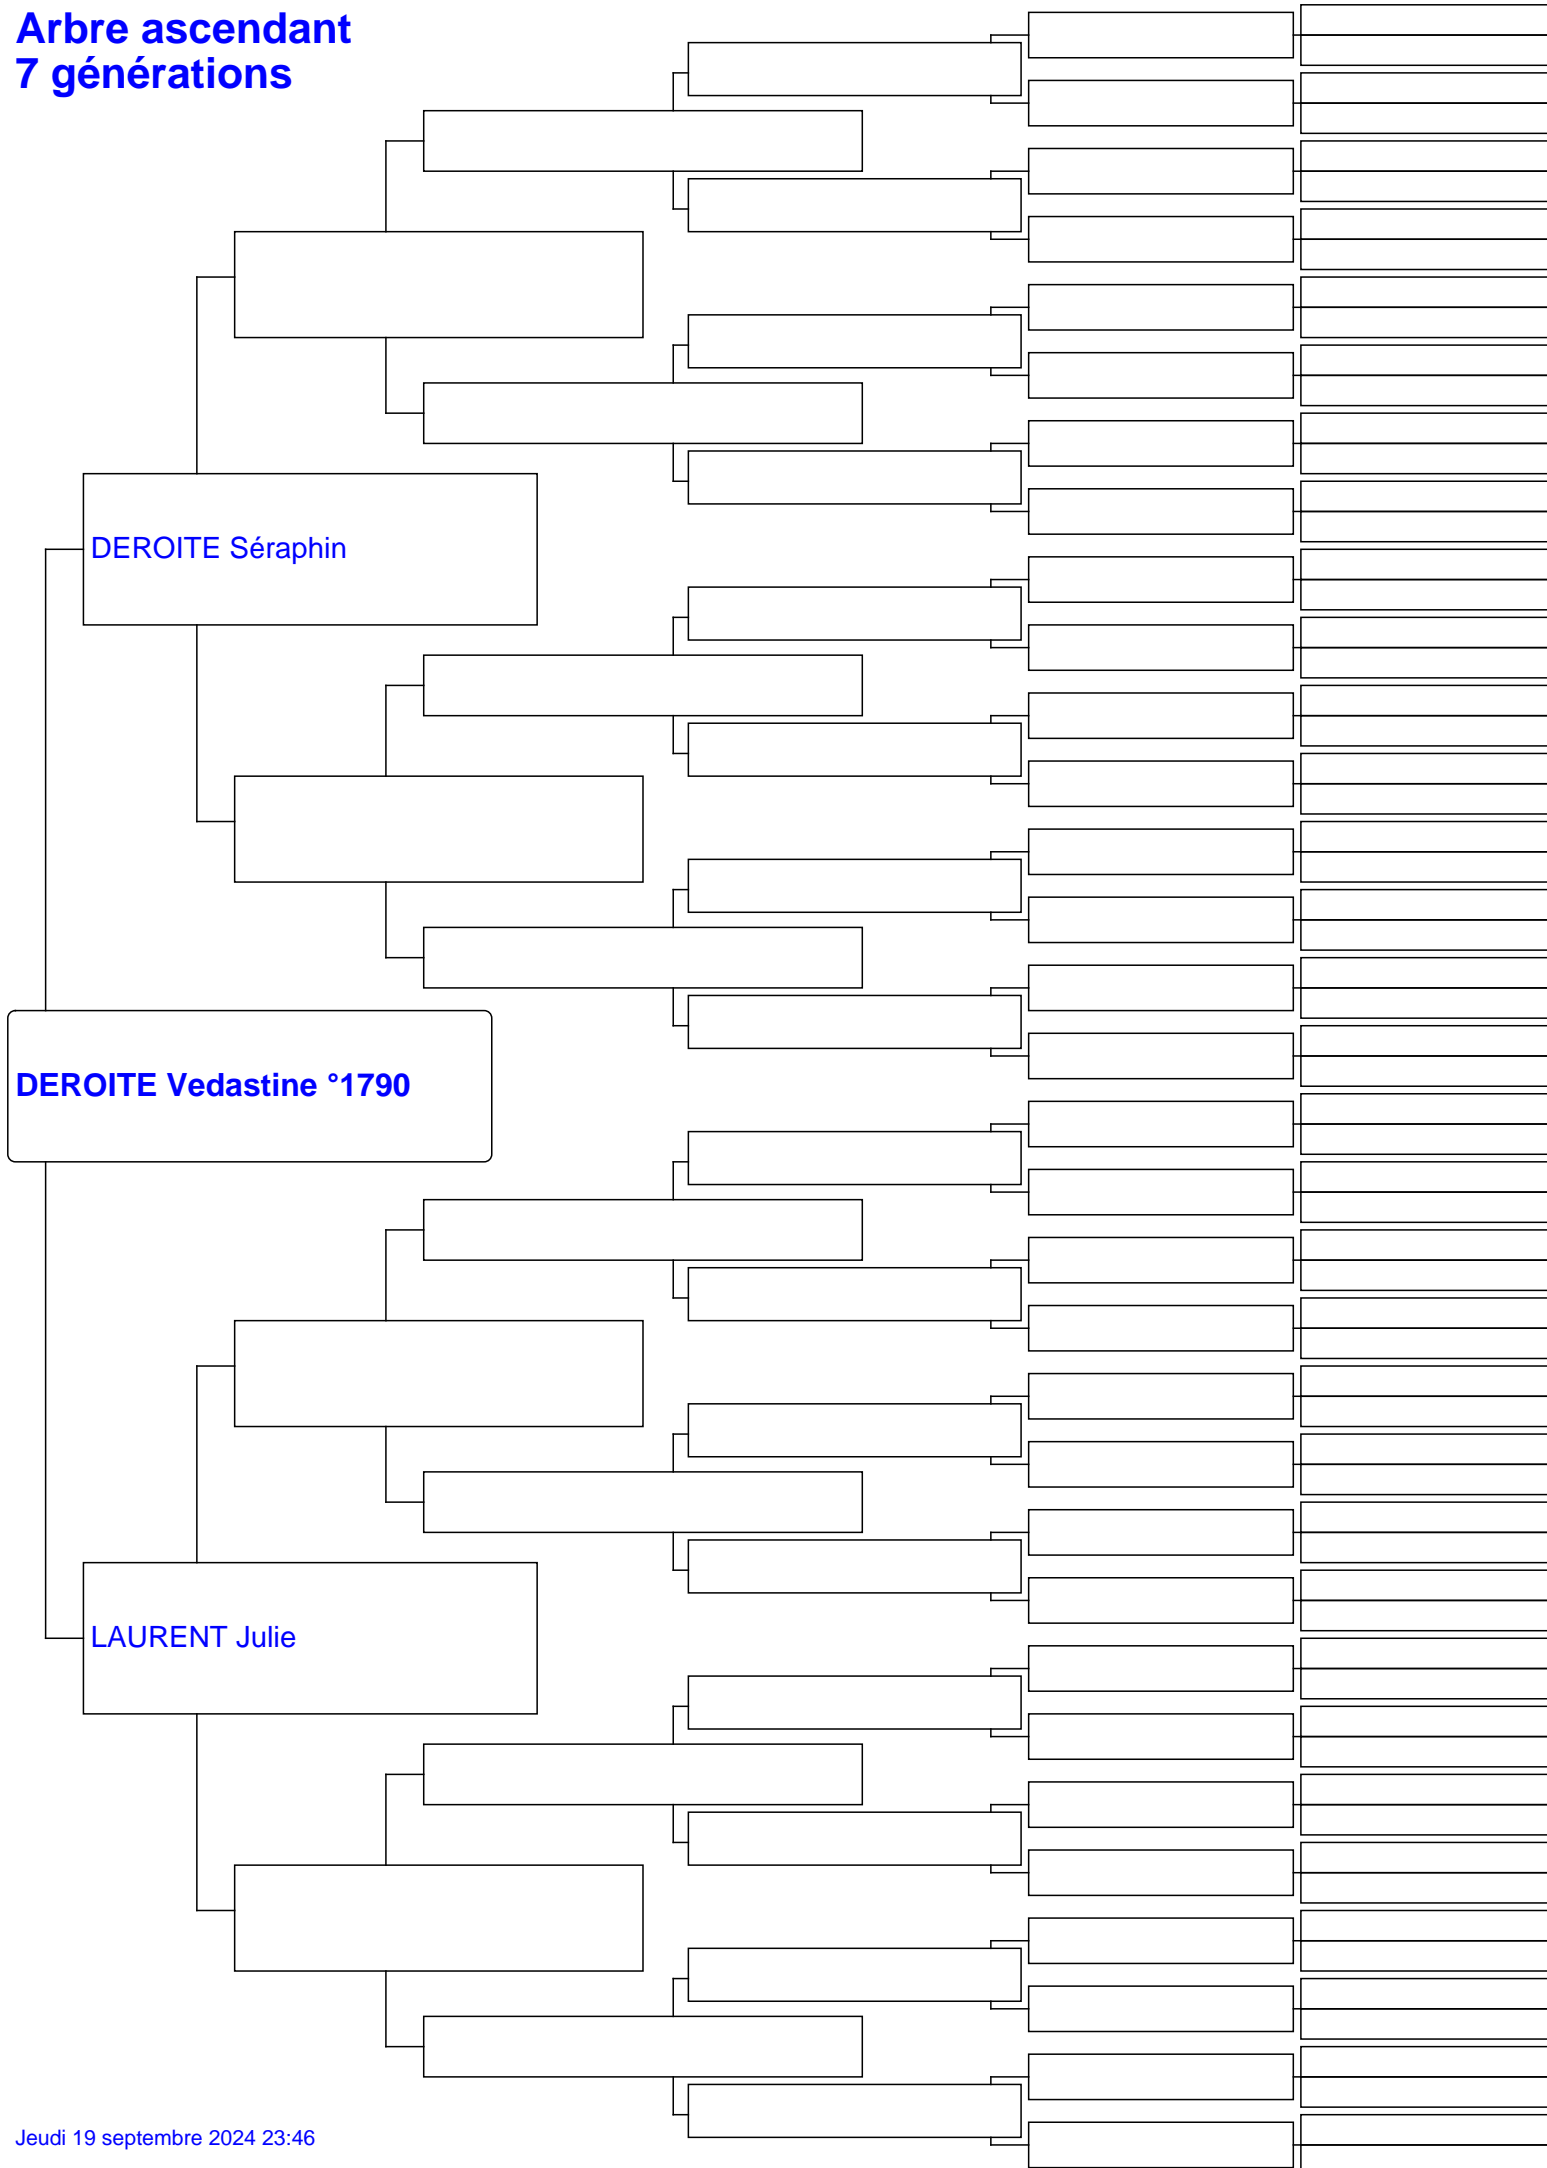 Arbre ascendant
7 générations
DEROITE Séraphin
DEROITE Vedastine °1790
LAURENT Julie
Jeudi 19 septembre 2024 23:46